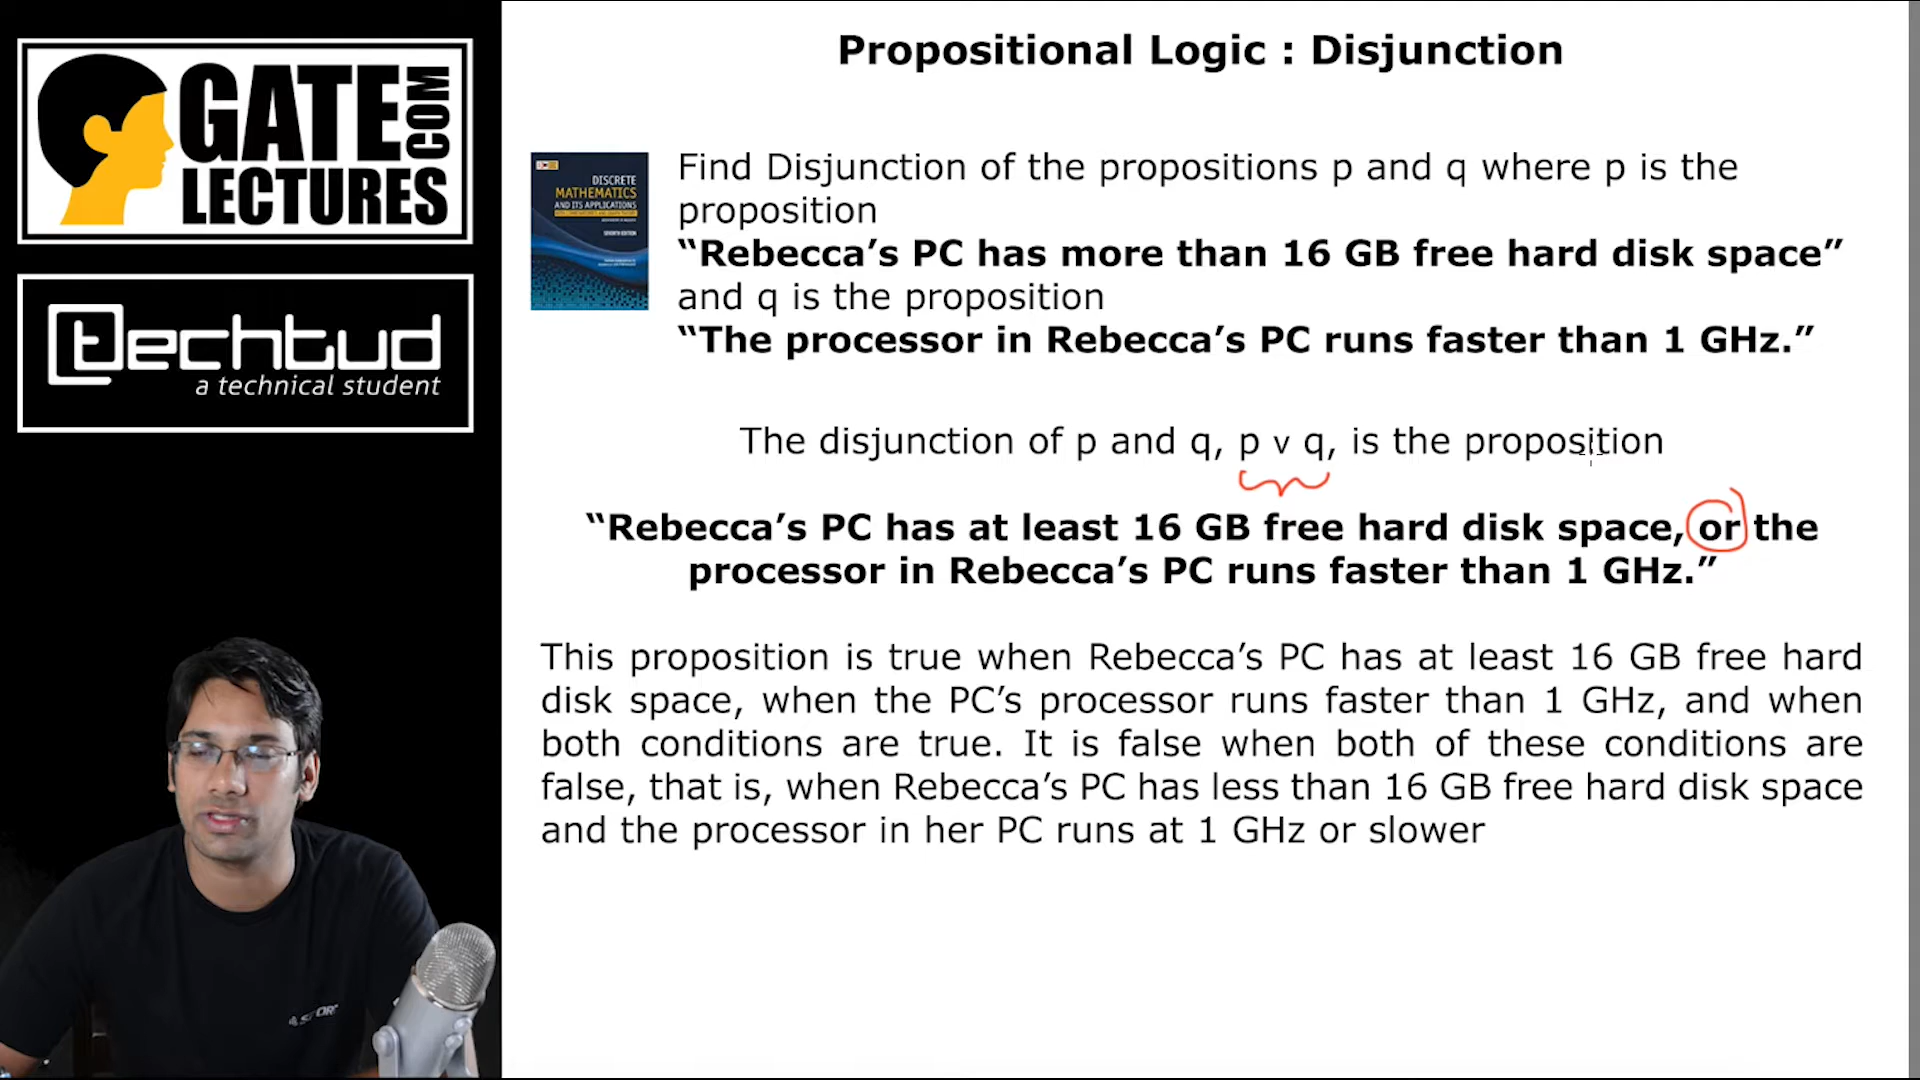 GATE
LECTURES
COM
techtud
a technical student
Propositional Logic : Disjunction
DISCRETE
MATHEMATICS
AND ITS APPLICATIONS
SEVENTH EDITION
Find Disjunction of the propositions p and q where p is the
proposition
“Rebecca’s PC has more than 16 GB free hard disk space”
and q is the proposition
“The processor in Rebecca’s PC runs faster than 1 GHz.”
The disjunction of p and q, p v q, is the proposition
“Rebecca’s PC has at least 16 GB free hard disk space, or the
processor in Rebecca’s PC runs faster than 1 GHz.”
This proposition is true when Rebecca’s PC has at least 16 GB free hard
disk space, when the PC’s processor runs faster than 1 GHz, and when
both conditions are true. It is false when both of these conditions are
false, that is, when Rebecca’s PC has less than 16 GB free hard disk space
and the processor in her PC runs at 1 GHz or slower